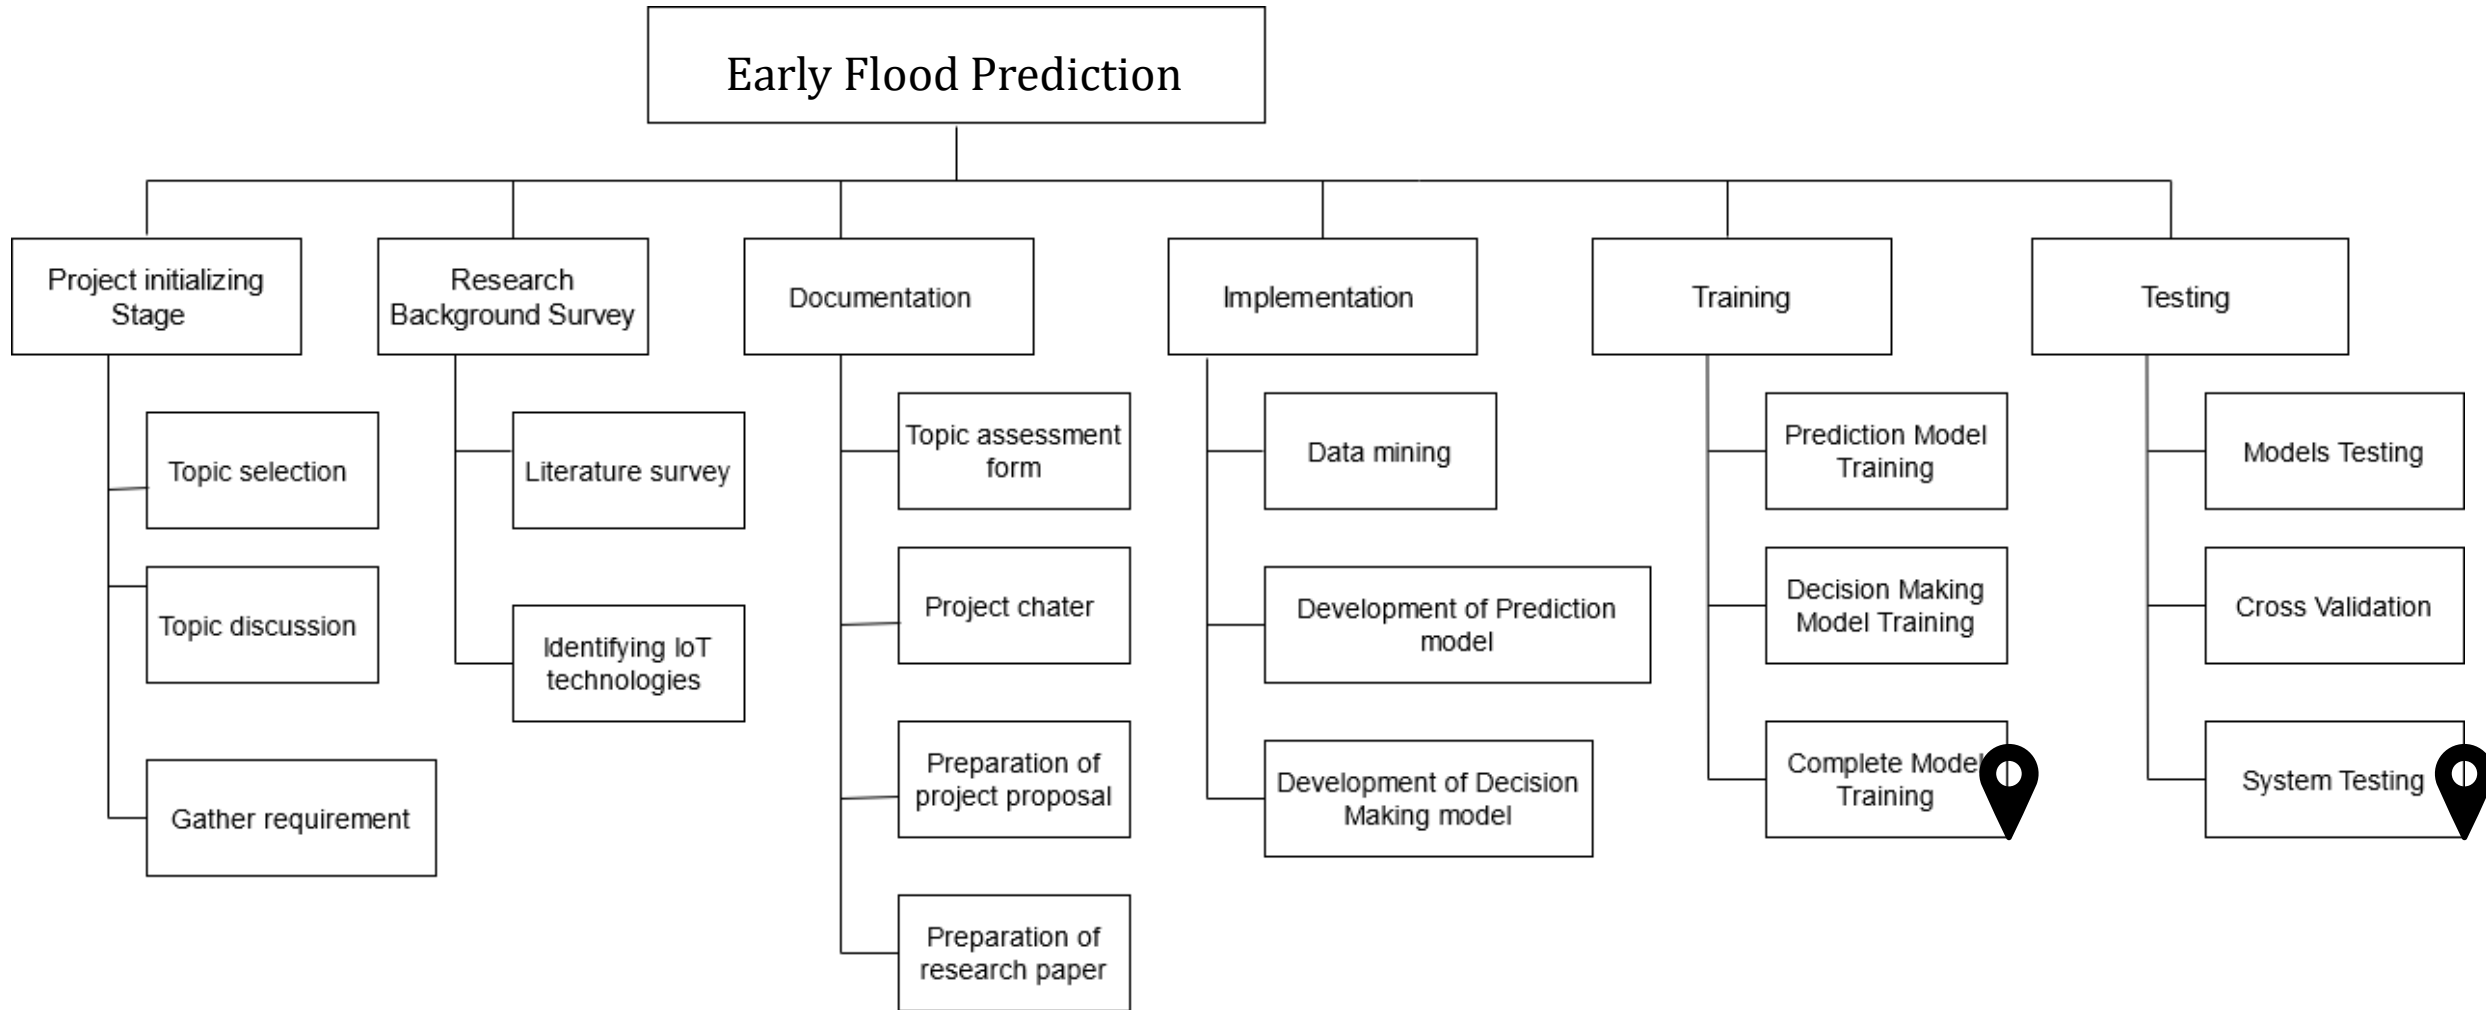 Early Flood Prediction
Project initializing
Stage
Research
Background Survey
Documentation
Implementation
Training
Testing
Topic selection
Topic discussion
Gather requirement
Literature survey
Identifying IoT
technologies
Topic assessment
form
Project chater
Preparation of
project proposal
Preparation of
research paper
Data mining
Development of Prediction
model
Development of Decision
Making model
Prediction Model
Training
Decision Making
Model Training
Complete Model
Training
Models Testing
Cross Validation
System Testing